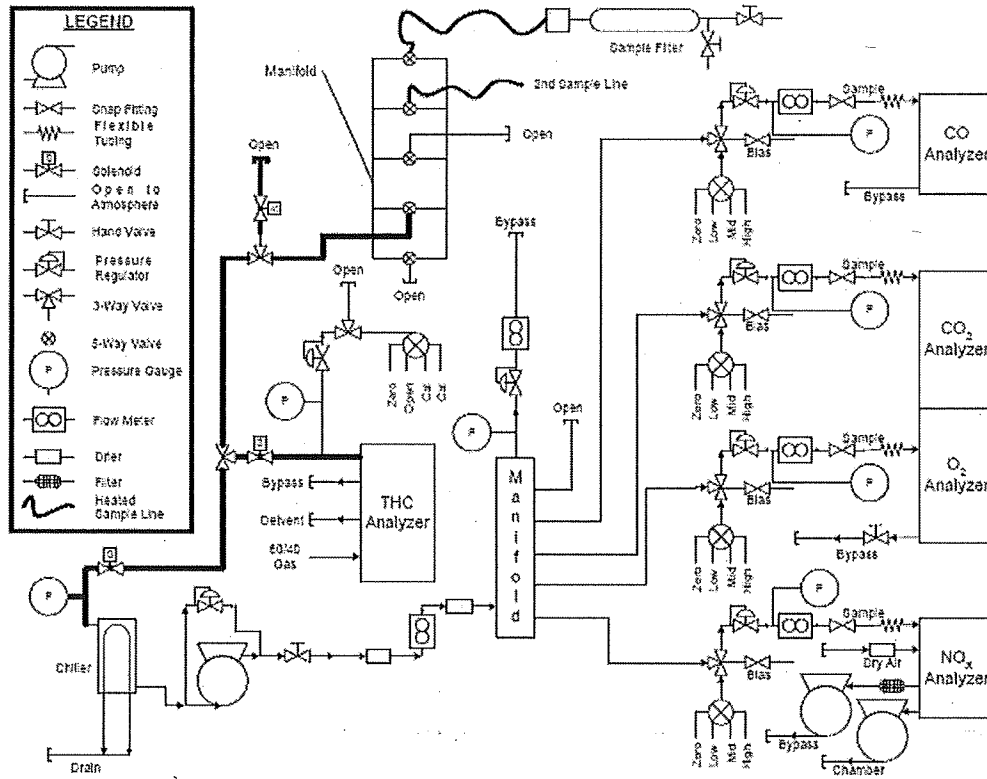 LEGEND
Pump
Snap Fitting
Flexible
Tubing
Solenoid
Open to
Atmosphere
Hand Valve
Pressure
Regulator
3-Way Valve
5-Way Valve
P
Pressure Gauge
Flow Meter
Drier
Filter
Heated
Sample Line
Manifold
Sample Filter
2nd Sample Line
Open
Open
Open
Open
Zero
Open
Cal
Cal
P
Bypass
P
Open
Manifold
THC
Analyzer
Bypass
Delvent
60/40
Gas
P
Chiller
Drain
Sample
P
Bias
Zero
Low
Mid
High
CO
Analyzer
Bypass
Sample
P
Bias
Zero
Low
Mid
High
CO2
Analyzer
Sample
P
Bias
Zero
Low
Mid
High
O2
Analyzer
Bypass
P
Sample
Bias
Dry Air
Zero
Low
Mid
High
NOx
Analyzer
Bypass
Chamber